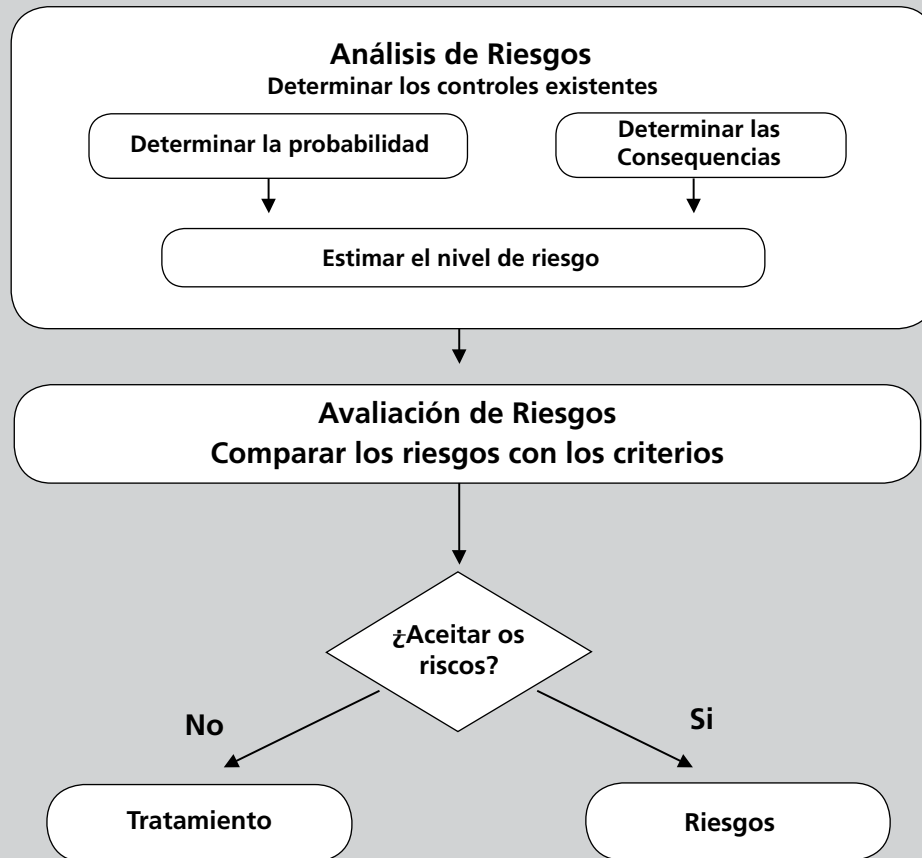 Análisis de Riesgos
Determinar los controles existentes
Determinar la probabilidad
Determinar las
Consequencias
Estimar el nivel de riesgo
Avaliación de Riesgos
Comparar los riesgos con los criterios
¿Aceitar os
riscos?
No
Si
Tratamiento
Riesgos